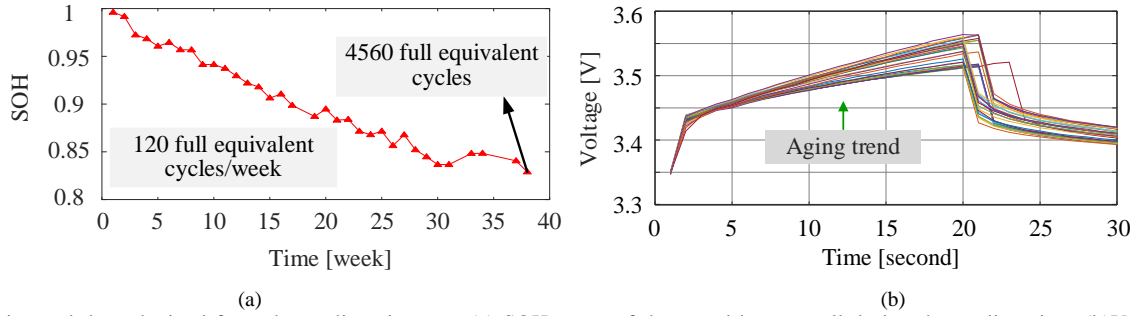 1
0.95
0.9
0.85
0.8
SOH
4560 full equivalent
cycles
120 full equivalent
cycles/week
0 5 10 15 20 25 30 35 40
Time [week]
(a)
3.6
3.5
3.4
3.3
Voltage [V]
Aging trend
0 5 10 15 20 25 30
Time [second]
(b)